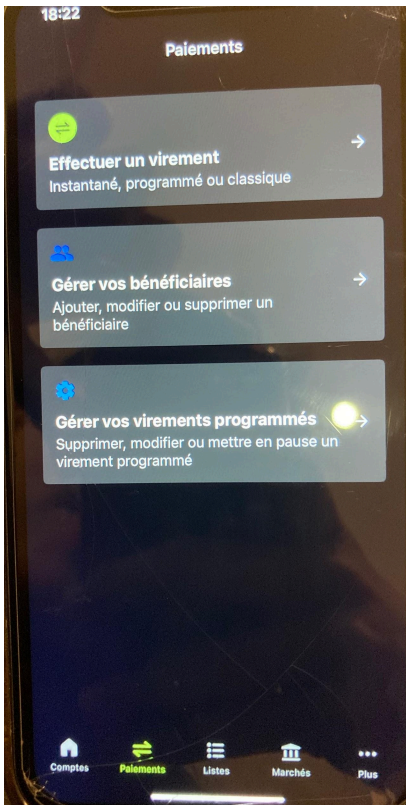 18:22
Paiements
Effectuer un virement
Instantané, programmé ou classique
Gérer vos bénéficiaires
Ajouter, modifier ou supprimer un
bénéficiaire
Gérer vos virements programmés
Supprimer, modifier ou mettre en pause un
virement programmé
Comptes
Paiements
Listes
Marchés
Plus